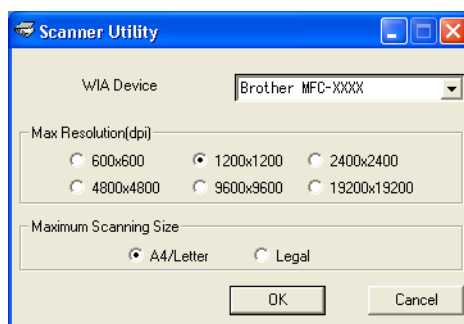 Scanner Utility
WIA Device Brother MFC-XXXX
Max Resolution(dpi)
600x600 1200x1200 2400x2400
4800x4800 9600x9600 19200x19200
Maximum Scanning Size
A4/Letter Legal
OK Cancel